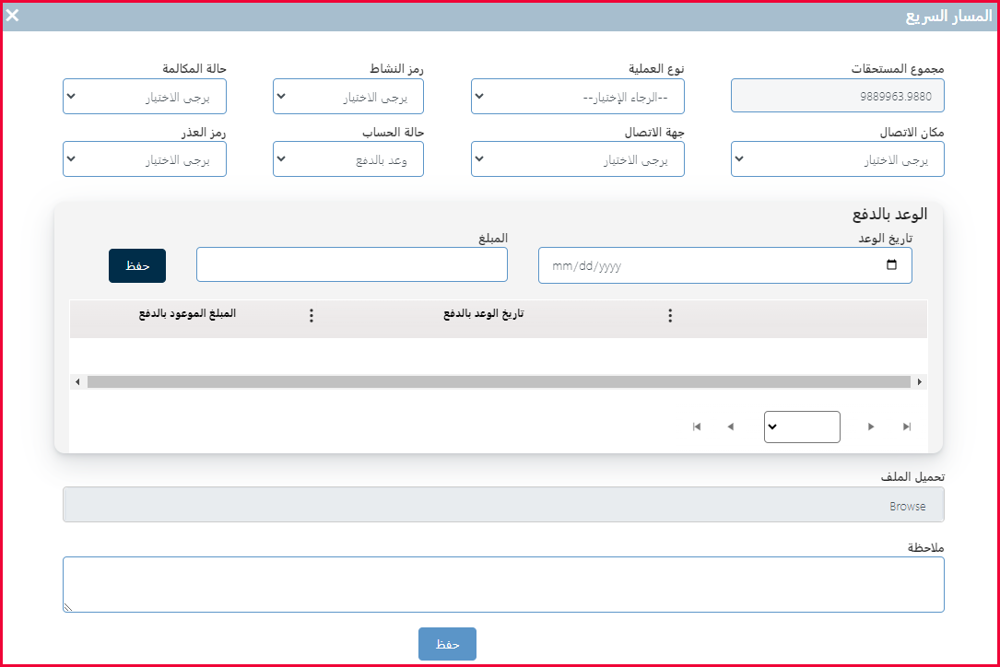 المسار السريع
مجموع المستحقات
نوع العملية
رمز النشاط
حالة المكالمة
9889963.9880
--الرجاء الإختيار--
يرجى الاختيار
يرجى الاختيار
مكان الاتصال
جهة الاتصال
حالة الحساب
رمز العذر
يرجى الاختيار
يرجى الاختيار
وعد بالدفع
يرجى الاختيار
الوعد بالدفع
تاريخ الوعد
المبلغ
mm/dd/yyyy
حفظ
تاريخ الوعد بالدفع
المبلغ الموعود بالدفع
تحميل الملف
Browse
ملاحظة
حفظ